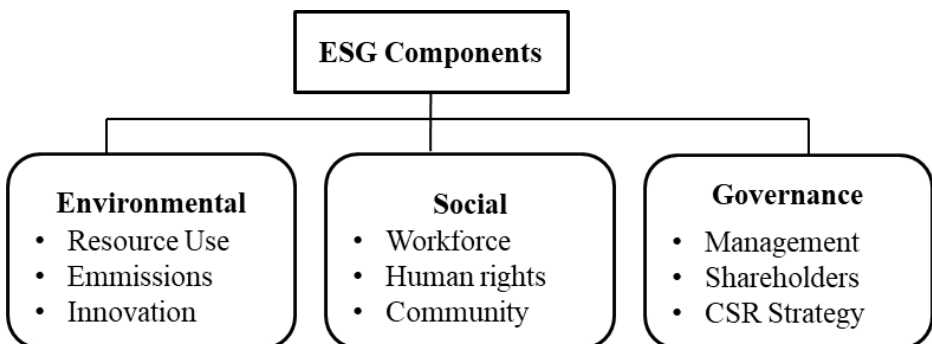 ESG Components
Environmental
• Resource Use
• Emmissions
• Innovation
Social
• Workforce
• Human rights
• Community
Governance
• Management
• Shareholders
• CSR Strategy